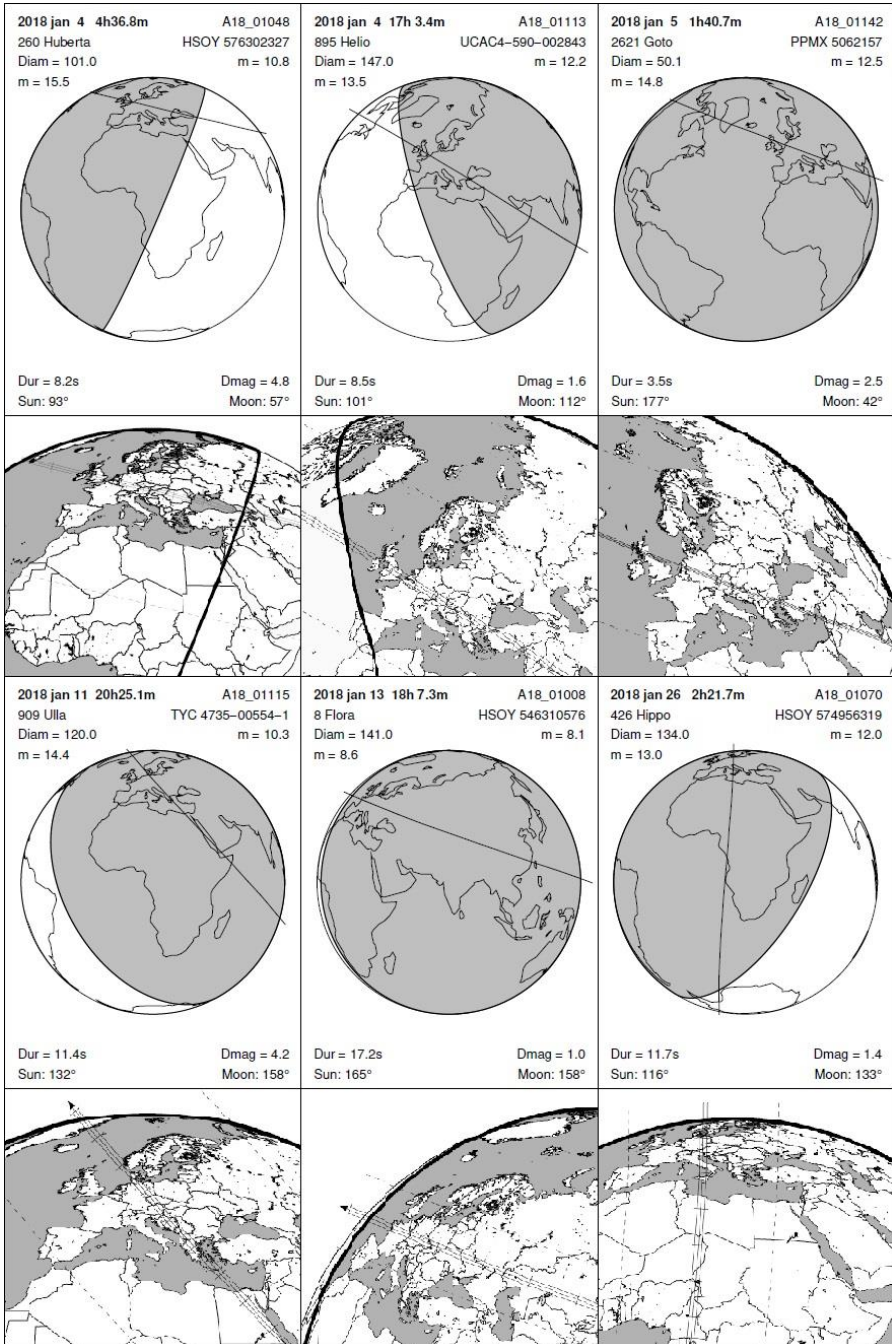 2018 jan 4 4h36.8m A18_01048
260 Huberta HSOY 576302327
Diam = 101.0 m = 10.8
m = 15.5
Dur = 8.2s Dmag = 4.8
Sun: 93° Moon: 57°
2018 jan 4 17h 3.4m A18_01113
895 Helio UCAC4−590−002843
Diam = 147.0 m = 12.2
m = 13.5
Dur = 8.5s Dmag = 1.6
Sun: 101° Moon: 112°
2018 jan 5 1h40.7m A18_01142
2621 Goto PPMX 5062157
Diam = 50.1 m = 12.5
m = 14.8
Dur = 3.5s Dmag = 2.5
Sun: 177° Moon: 42°
2018 jan 11 20h25.1m A18_01115
909 Ulla TYC 4735−00554−1
Diam = 120.0 m = 10.3
m = 14.4
Dur = 11.4s Dmag = 4.2
Sun: 132° Moon: 158°
2018 jan 13 18h 7.3m A18_01008
8 Flora HSOY 546310576
Diam = 141.0 m = 8.1
m = 8.6
Dur = 17.2s Dmag = 1.0
Sun: 165° Moon: 158°
2018 jan 26 2h21.7m A18_01070
426 Hippo HSOY 574956319
Diam = 134.0 m = 12.0
m = 13.0
Dur = 11.7s Dmag = 1.4
Sun: 116° Moon: 133°